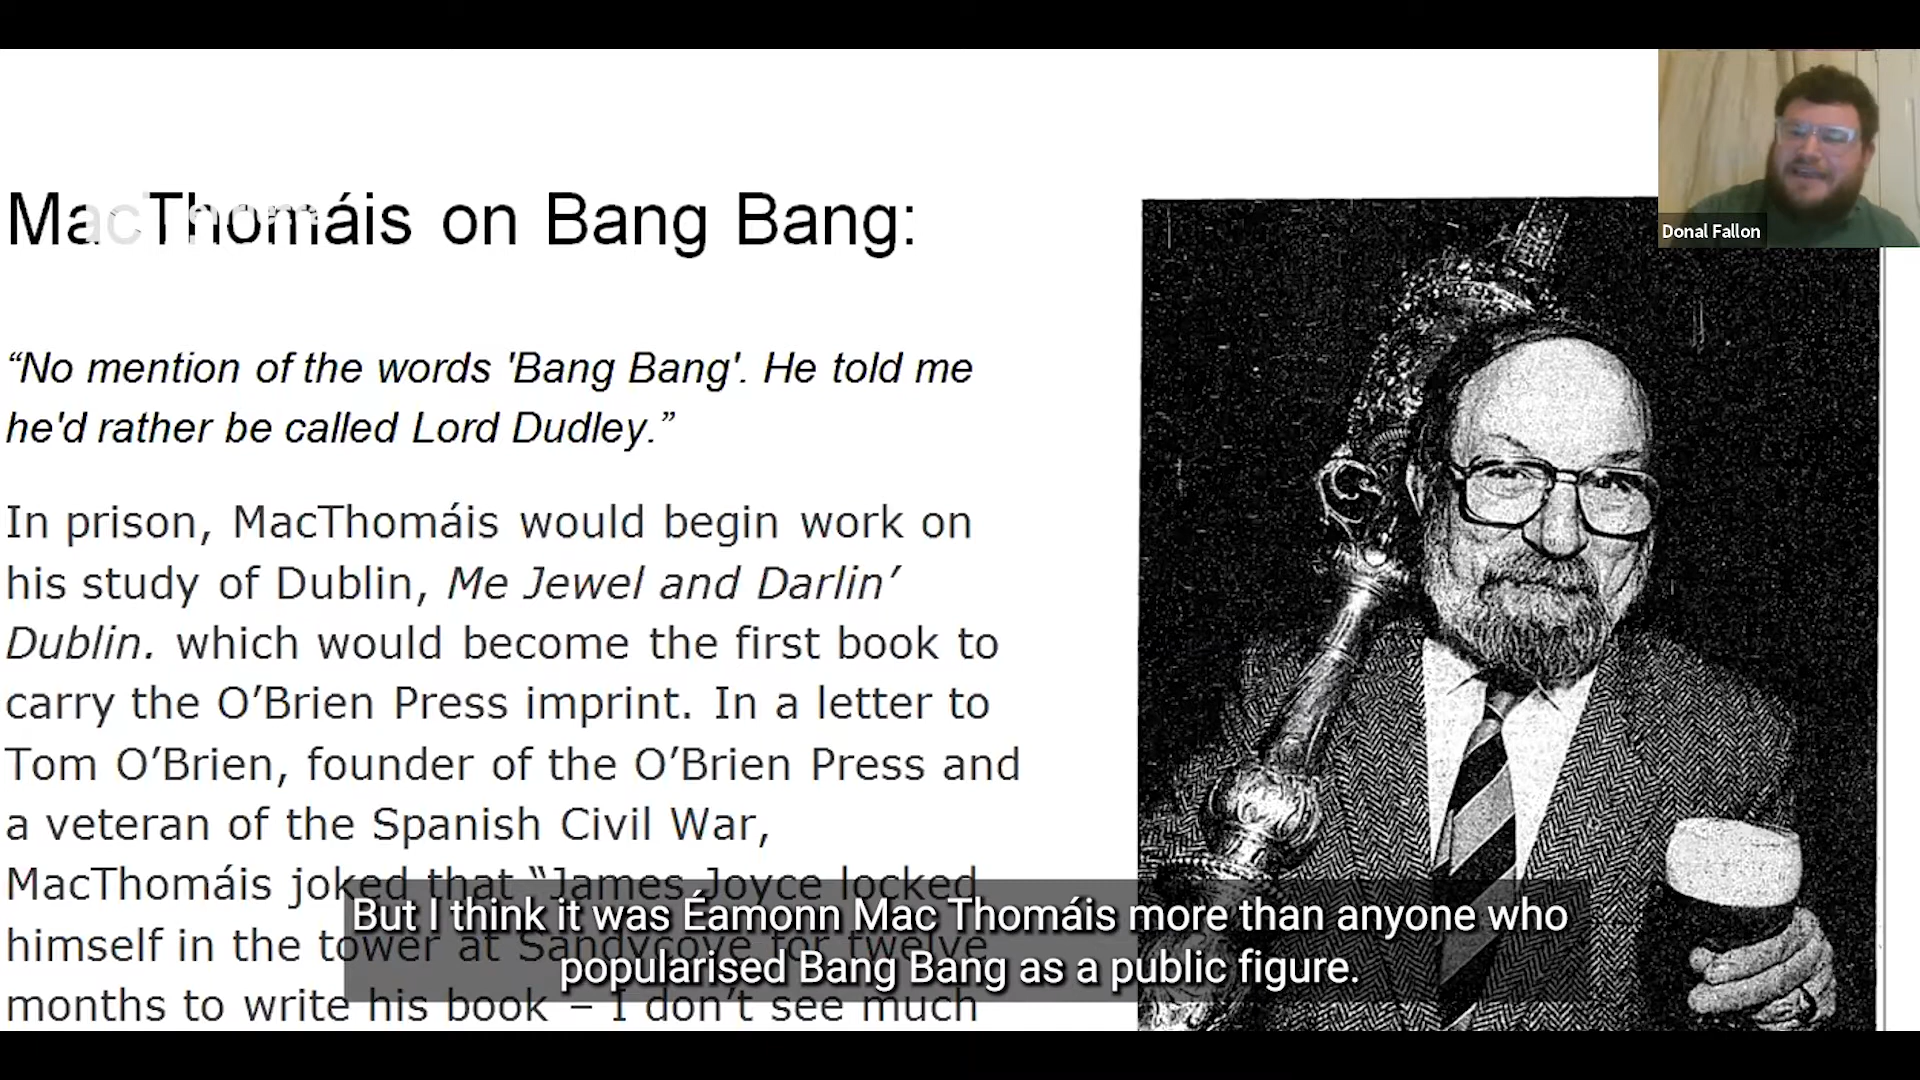 MacThomáis on Bang Bang:
“No mention of the words 'Bang Bang'. He told me
he'd rather be called Lord Dudley.”
In prison, MacThomáis would begin work on
his study of Dublin, Me Jewel and Darlin’
Dublin. which would become the first book to
carry the O’Brien Press imprint. In a letter to
Tom O’Brien, founder of the O’Brien Press and
a veteran of the Spanish Civil War,
MacThomáis joked that “James Joyce locked
himself in the tower at Sandycove for twelve
months to write his book – I don’t see much
Donal Fallon
But I think it was Éamonn Mac Thomáis more than anyone who
popularised Bang Bang as a public figure.